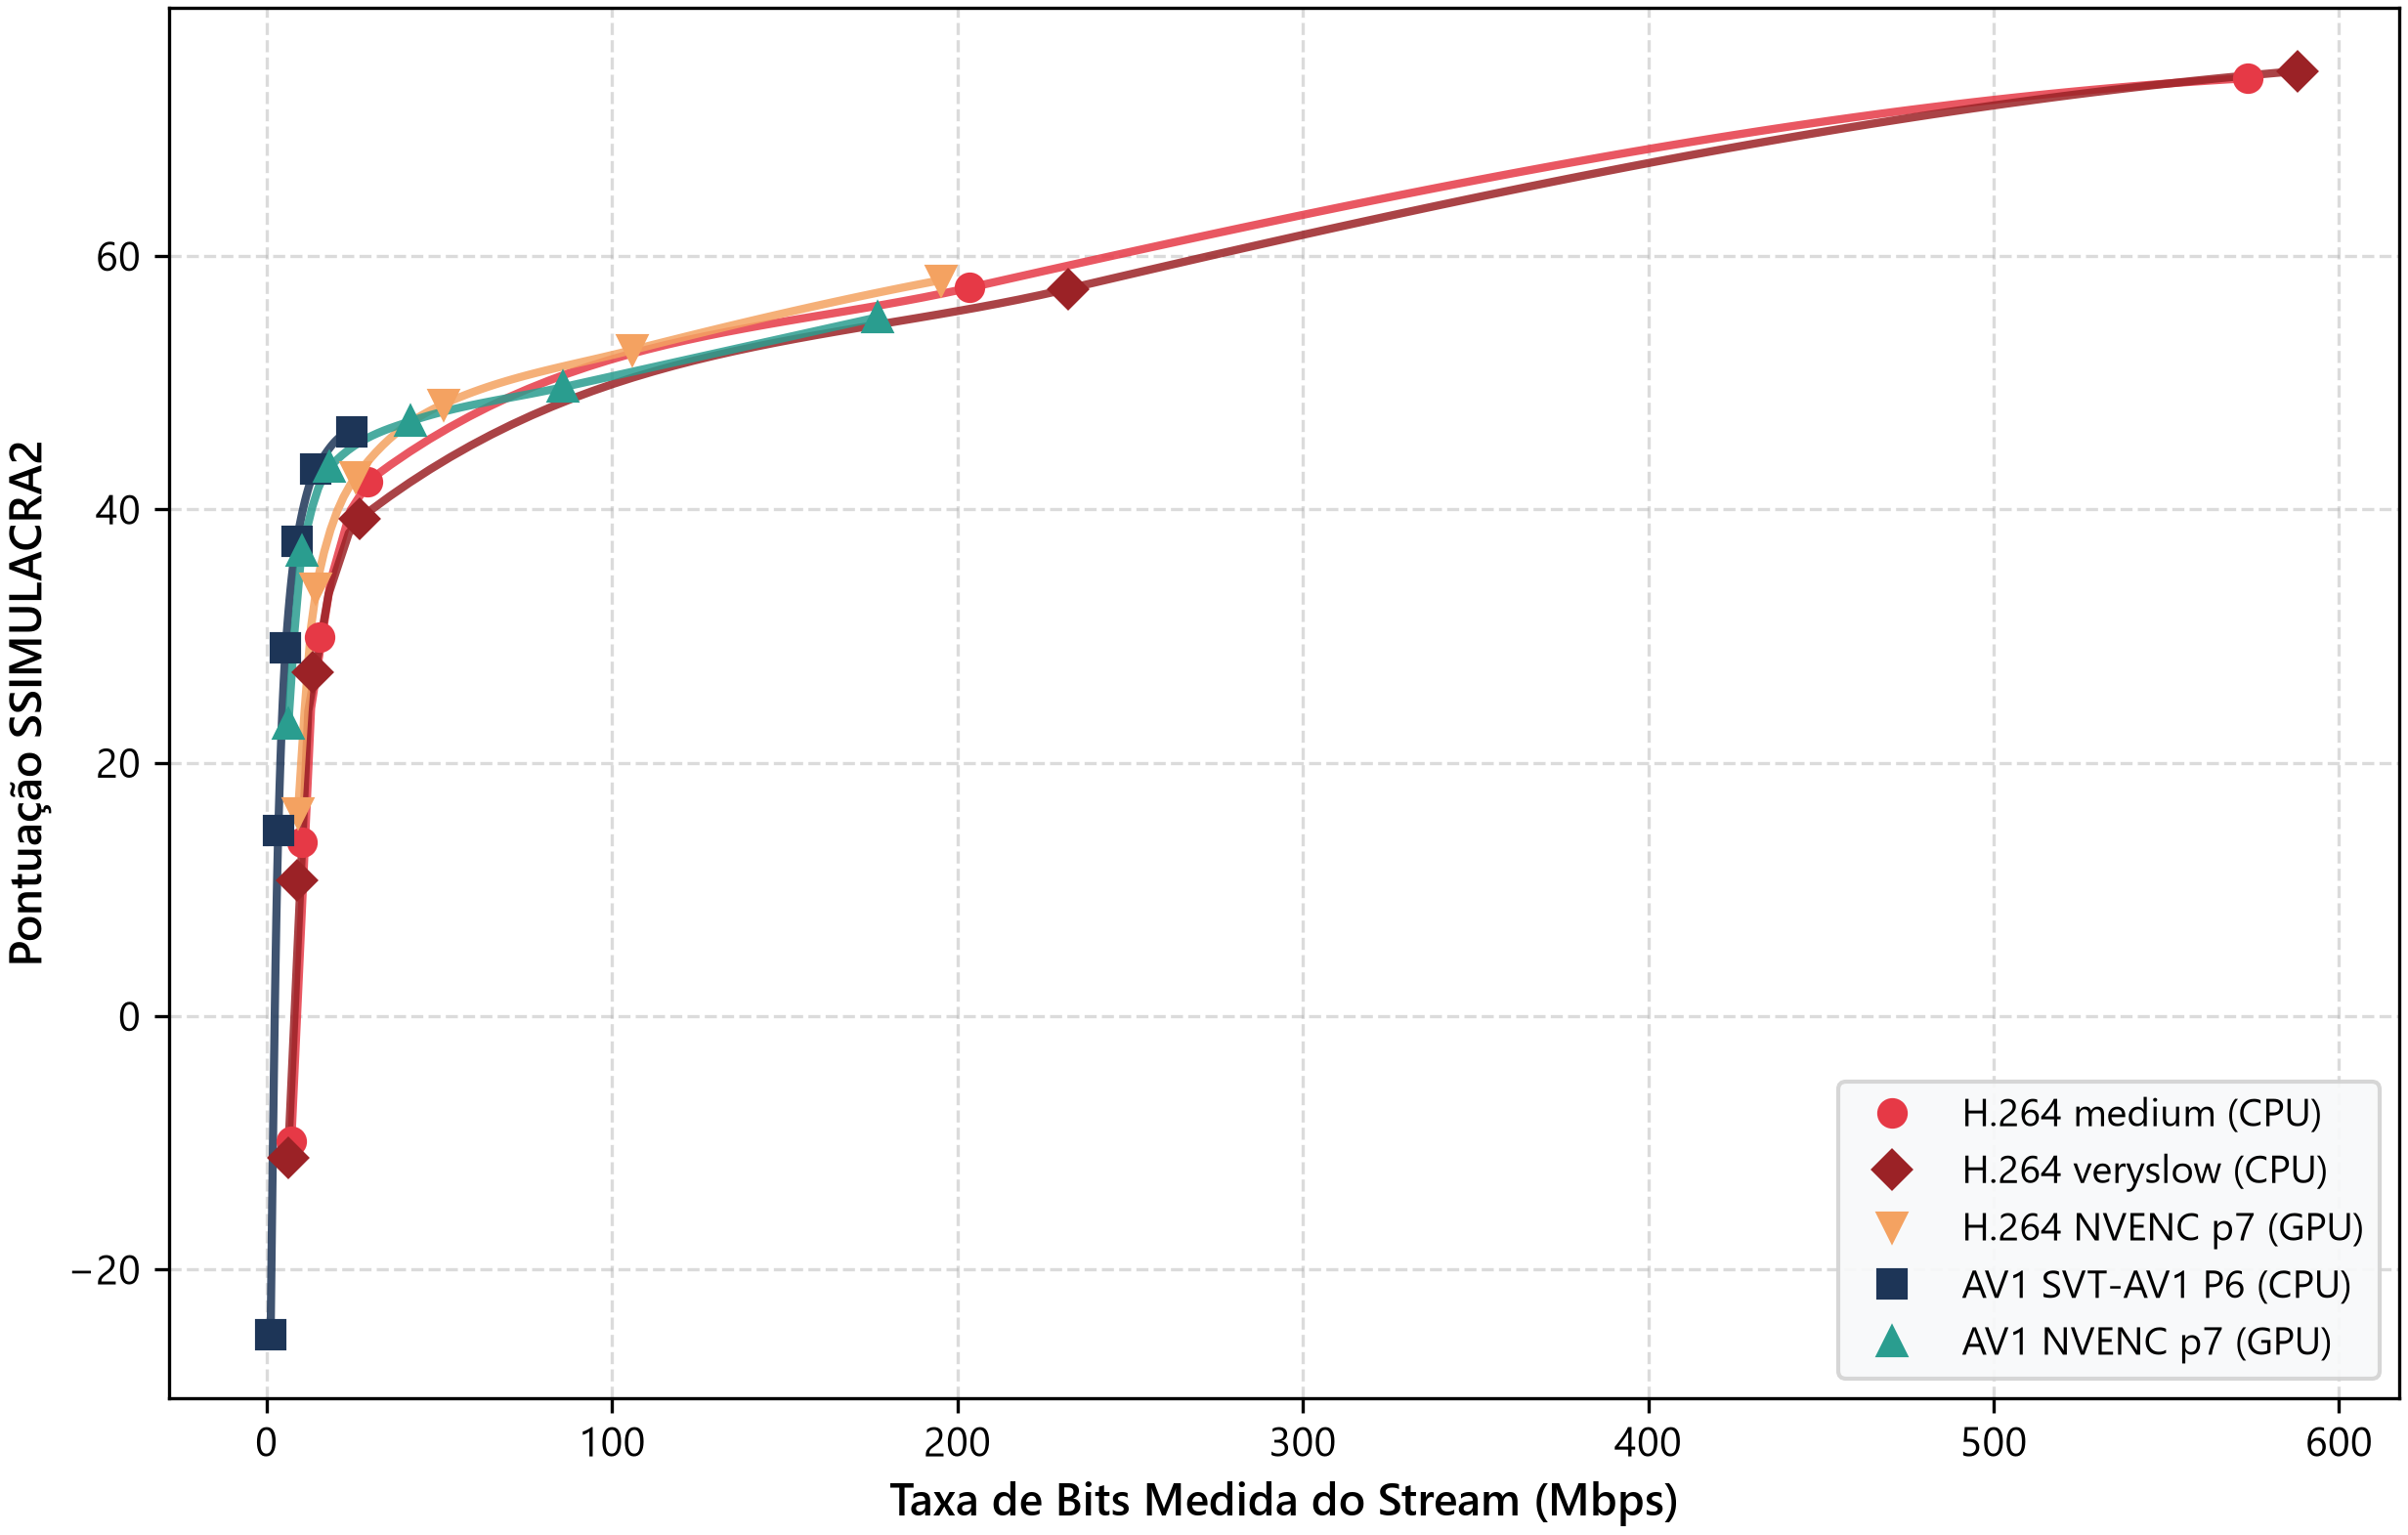 Pontuação SSIMULACRA2
60
40
20
0
−20
0 100 200 300 400 500 600
Taxa de Bits Medida do Stream (Mbps)
H.264 medium (CPU)
H.264 veryslow (CPU)
H.264 NVENC p7 (GPU)
AV1 SVT-AV1 P6 (CPU)
AV1 NVENC p7 (GPU)